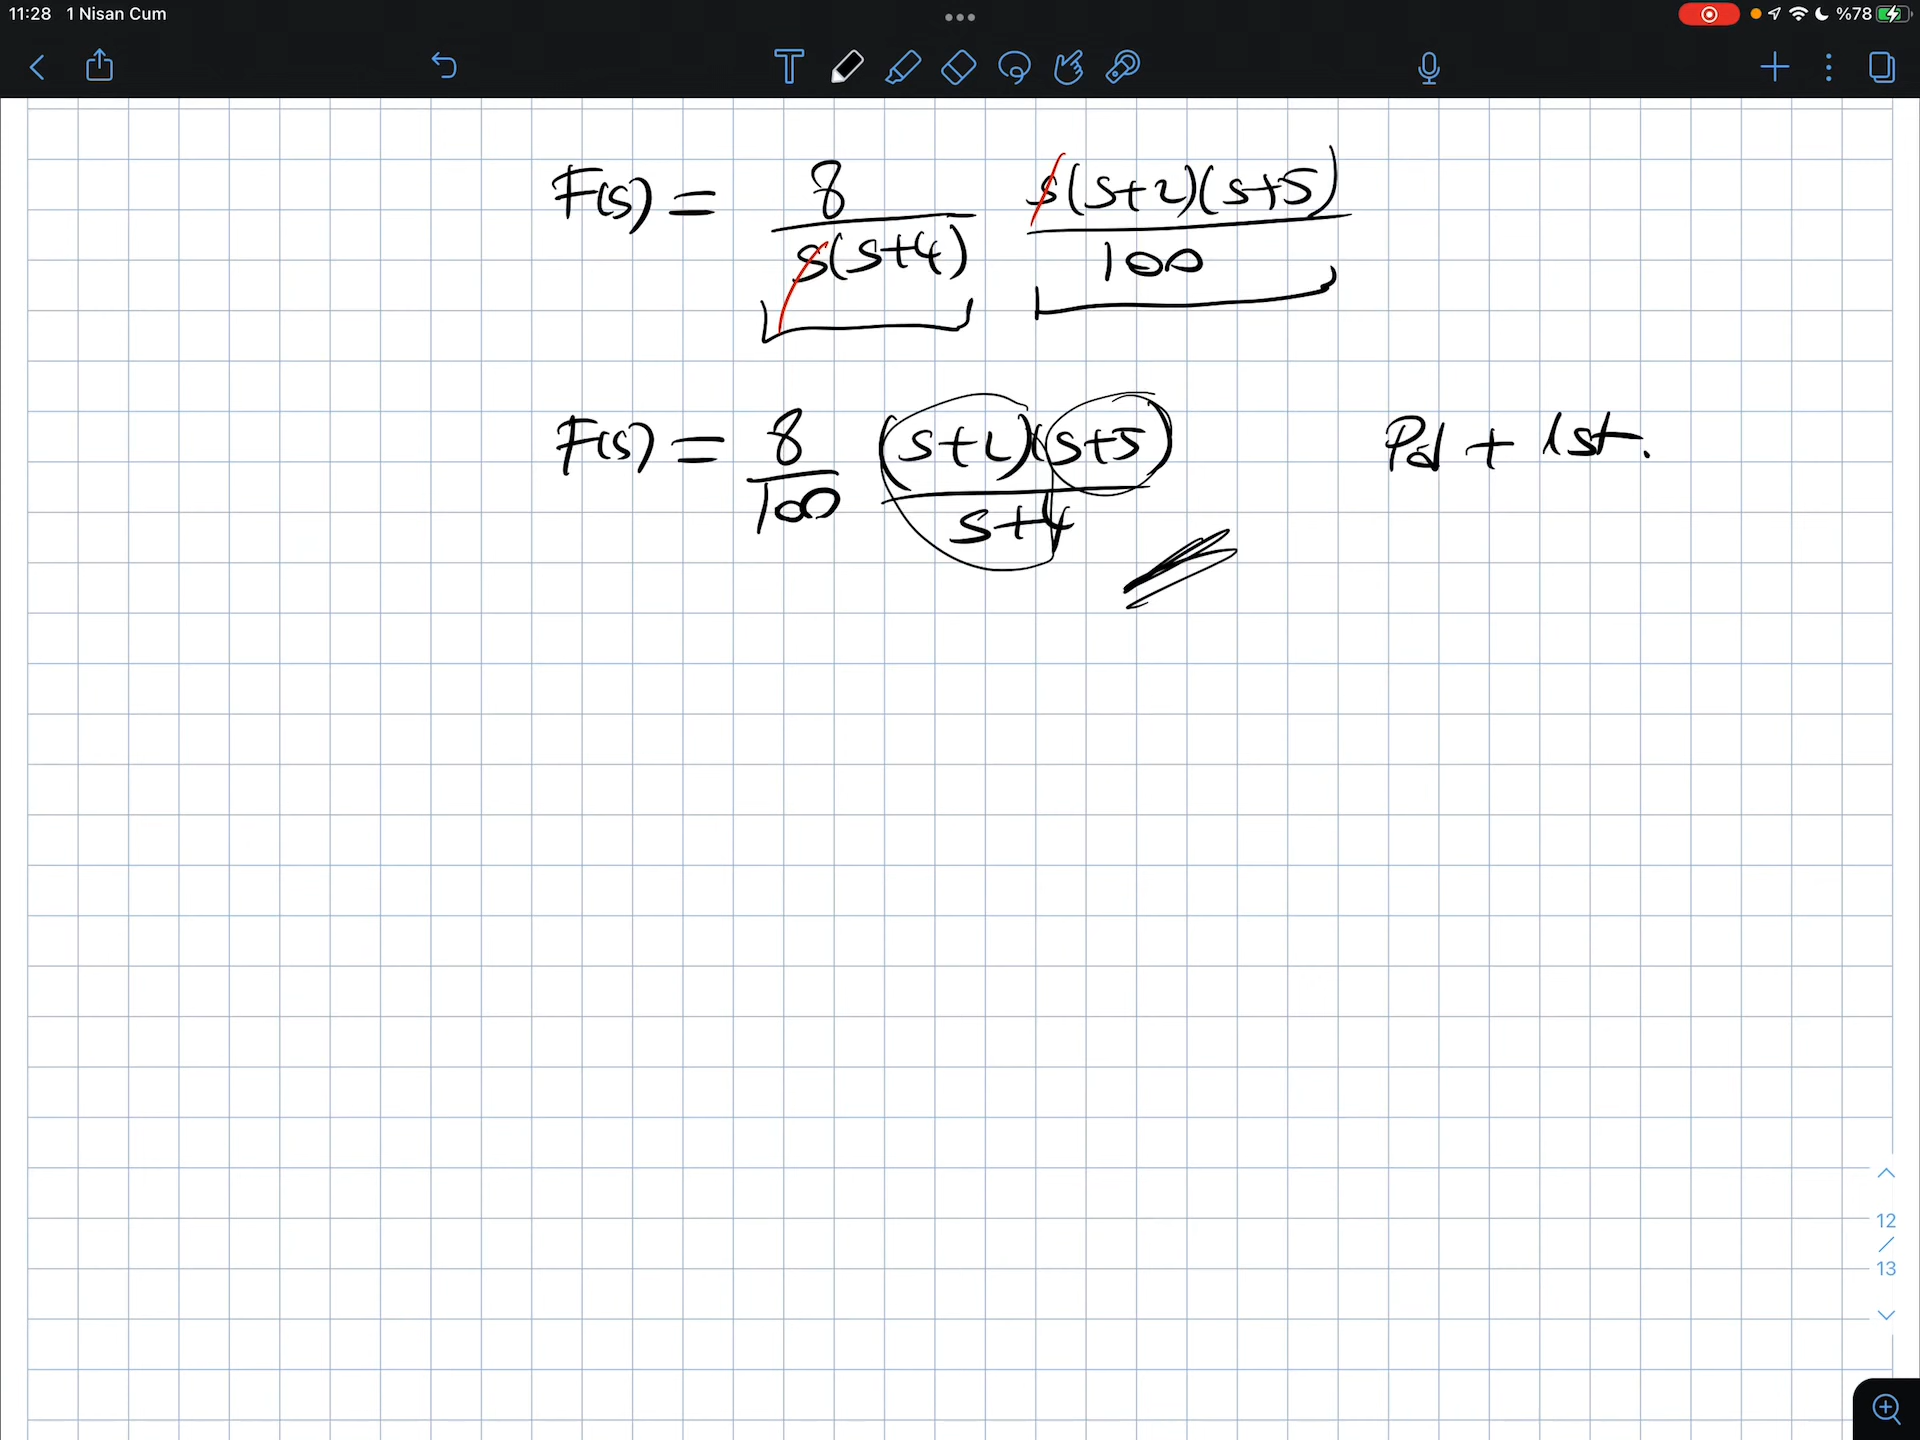 11:28 1 Nisan Cum %78
T
F(s) = 8 / s(s+4) s(s+2)(s+5) / 100
F(s) = 8 / 100 (s+2)(s+5) / s+4 Pd + 1st.
12
/
13